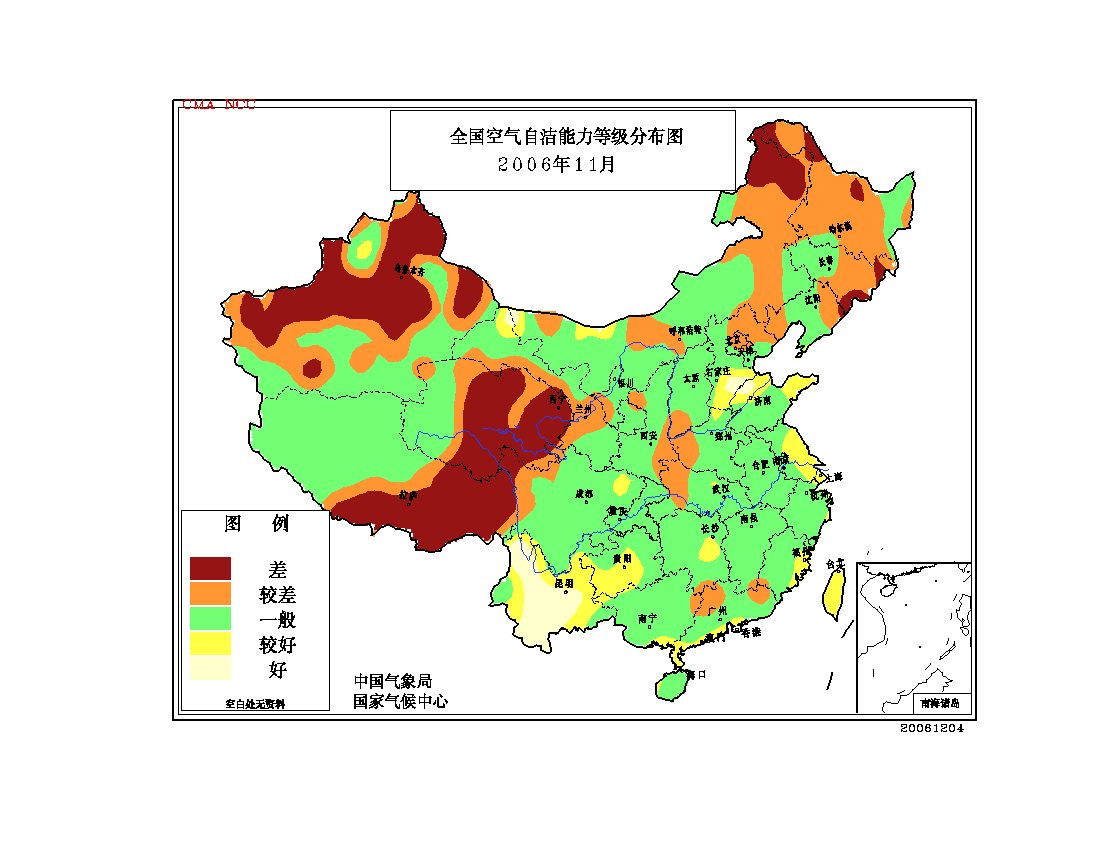 CMA NCC
全国空气自洁能力等级分布图
2006年11月
哈尔滨
长春
乌鲁木齐
沈阳
呼和浩特
北京
天津
银川
太原
石家庄
济南
西宁
兰州
西安
郑州
合肥
南京
上海
拉萨
成都
武汉
杭州
重庆
长沙
南昌
贵阳
福州
台北
昆明
南宁
广州
澳门
香港
海口
图 例
差
较差
一般
较好
好
空白处无资料
中国气象局
国家气候中心
南海诸岛
20061204